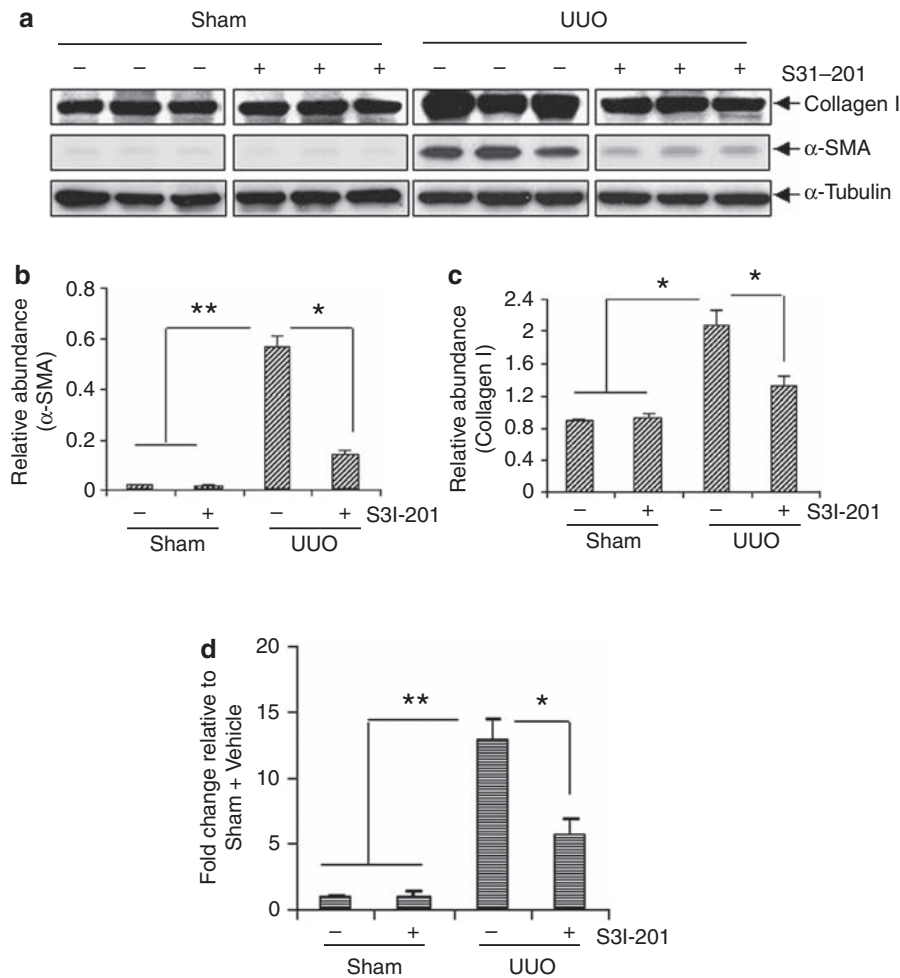 a
Sham UUO
– – – + + + – – – + + + S31–201
Collagen I
α-SMA
α-Tubulin
b
Relative abundance
(α-SMA)
0.8
0.6
0.4
0.2
0
** *
– + – + S3I-201
Sham UUO
c
Relative abundance
(Collagen I)
2.4
2
1.6
1.2
0.8
0.4
0
* *
– + – + S3I-201
Sham UUO
d
Fold change relative to
Sham + Vehicle
20
15
10
5
0
** *
– + – + S3I-201
Sham UUO